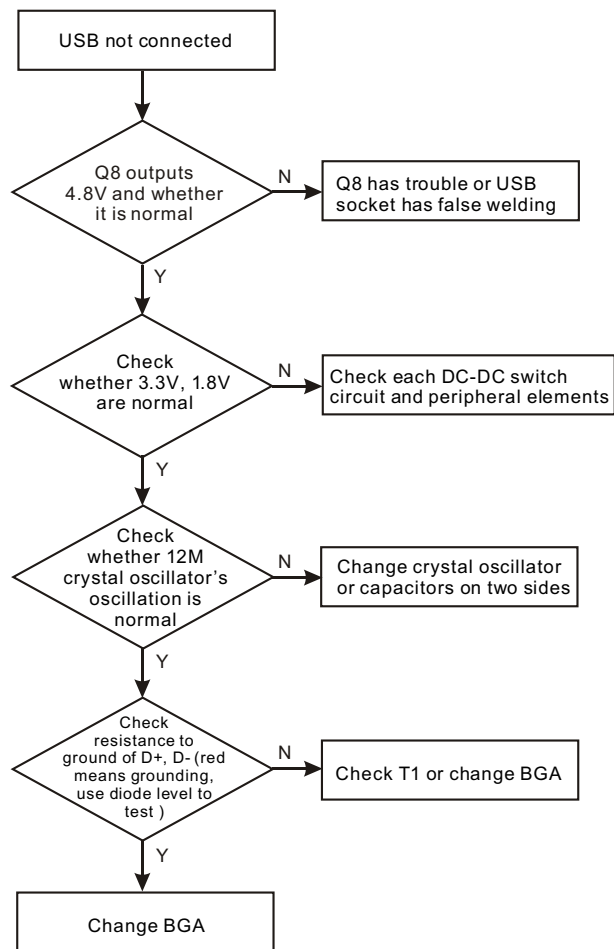 USB not connected
Q8 outputs
4.8V and whether
it is normal
N
Q8 has trouble or USB
socket has false welding
Y
Check
whether 3.3V, 1.8V
are normal
N
Check each DC-DC switch
circuit and peripheral elements
Y
Check
whether 12M
crystal oscillator's
oscillation is
normal
N
Change crystal oscillator
or capacitors on two sides
Y
Check
resistance to
ground of D+, D- (red
means grounding,
use diode level to
test )
N
Check T1 or change BGA
Y
Change BGA